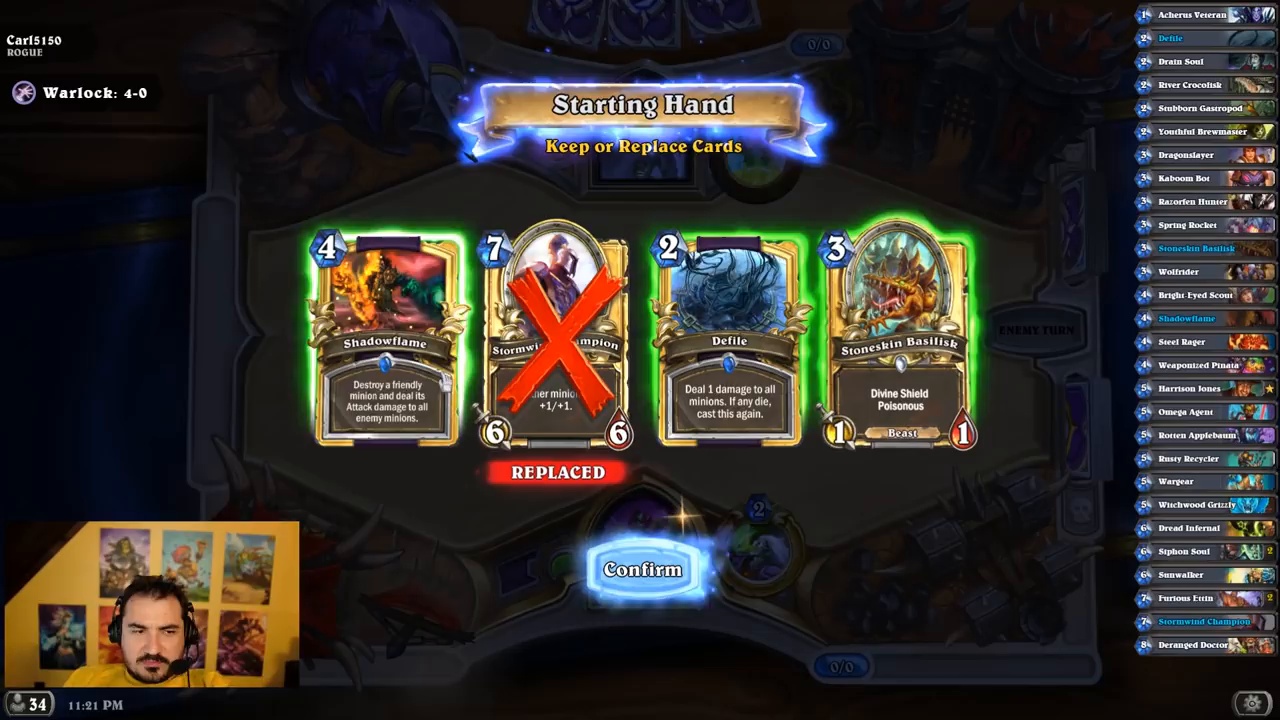 Carl5150
ROGUE
Warlock: 4-0
0/0
Starting Hand
Keep or Replace Cards
4
Shadowflame
Destroy a friendly
minion and deal its
Attack damage to all
enemy minions.
7
+1/+1.
6
6
REPLACED
2
Defile
Deal 1 damage to all
minions. If any die,
cast this again.
3
Stoneskin Basilisk
Divine Shield
Poisonous
1
Beast
1
ENEMY TURN
2
Confirm
0/0
34
11:21 PM
1 Acherus Veteran
2 Defile
2 Drain Soul
2 River Crocolisk
2 Stubborn Gastropod
2 Youthful Brewmaster
3 Dragonslayer
3 Kaboom Bot
3 Razorfen Hunter
3 Spring Rocket
3 Stoneskin Basilisk
3 Wolfrider
4 Bright-Eyed Scout
4 Shadowflame
4 Steel Rager
4 Weaponized Pinata
5 Harrison Jones
5 Omega Agent
5 Rotten Applebaum
5 Rusty Recycler
5 Wargear
5 Witchwood Grizzly
6 Dread Infernal
6 Siphon Soul 2
6 Sunwalker
7 Furious Ettin 2
7 Stormwind Champion
8 Deranged Doctor